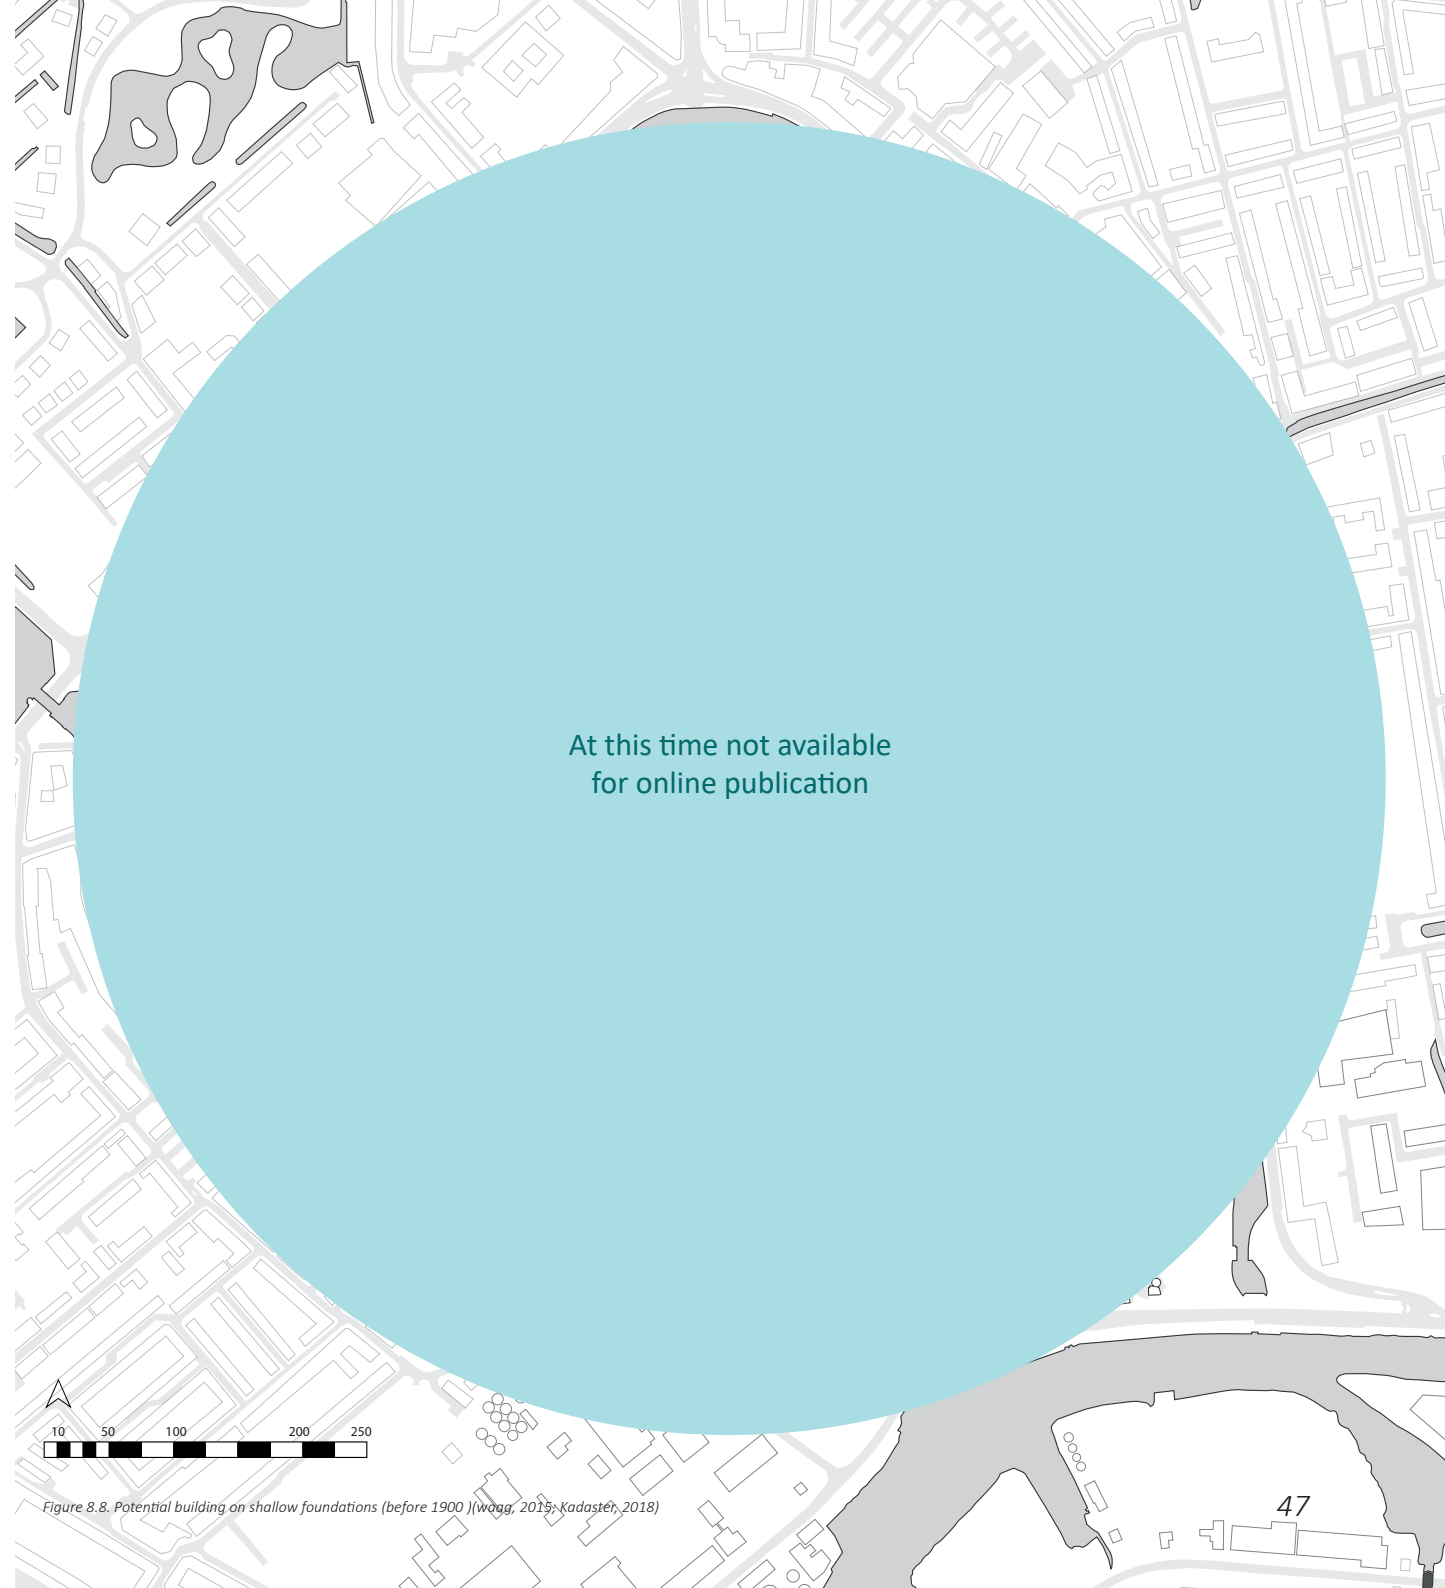 At this time not available
for online publication
10 50 100 200 250
Figure 8.8. Potential building on shallow foundations (before 1900 )(waag, 2015; Kadaster, 2018)
47